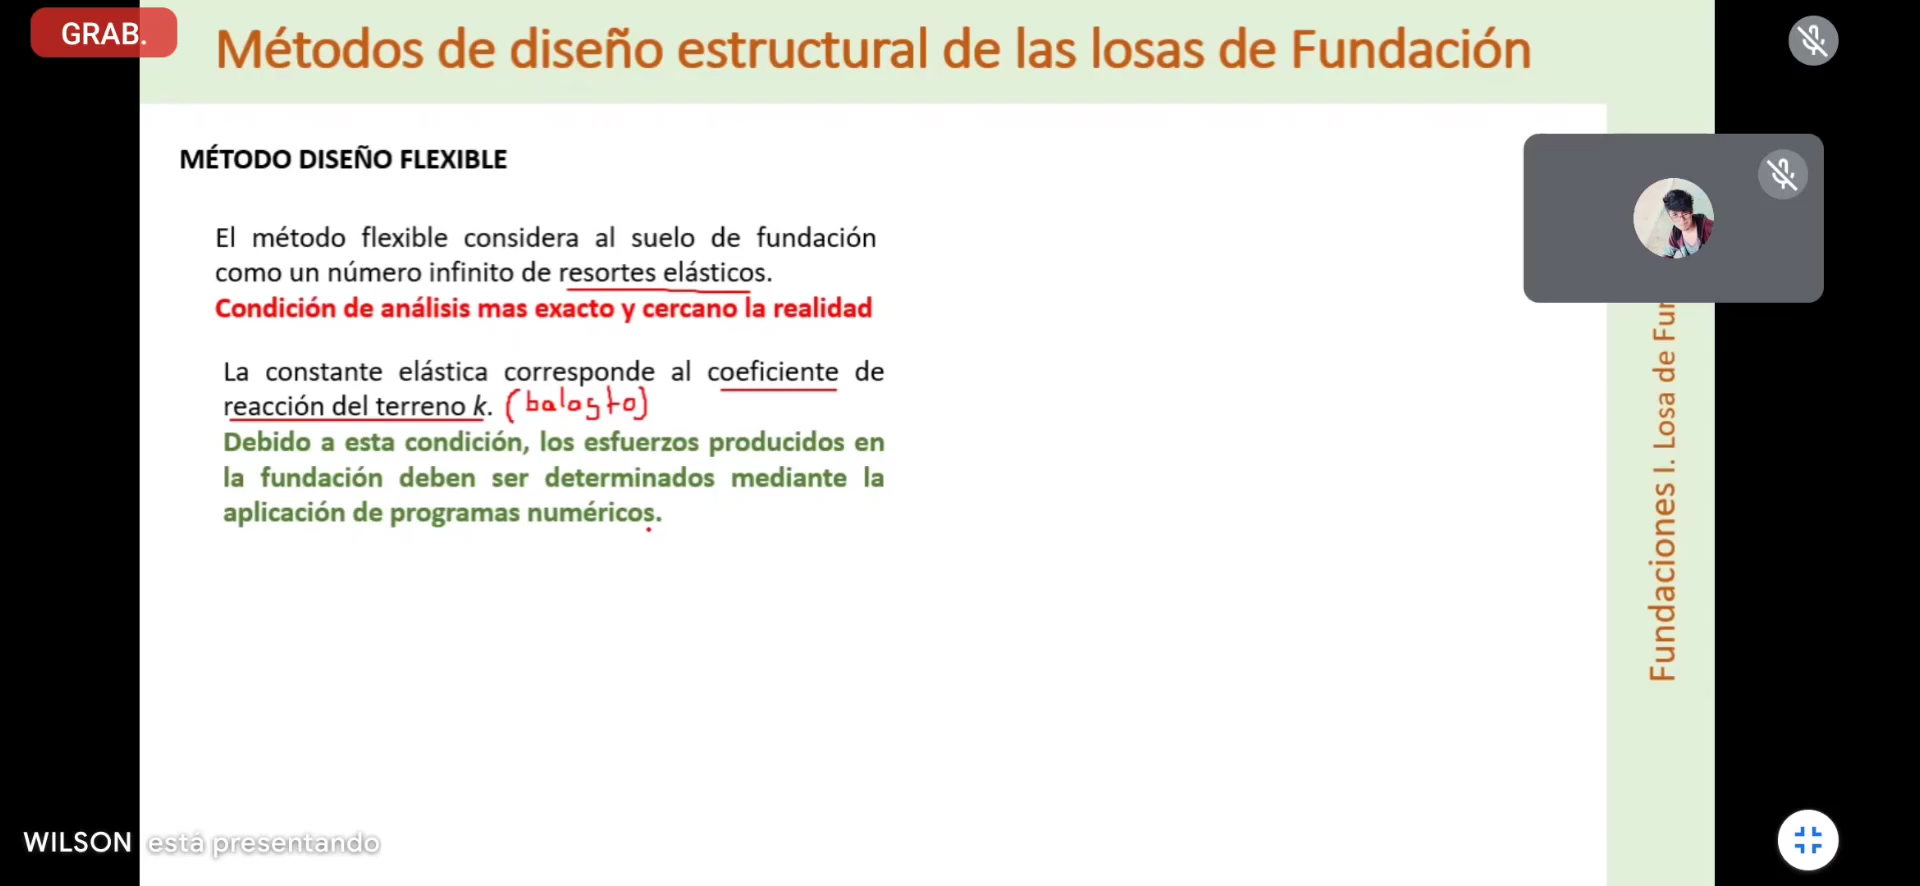 GRAB.
Métodos de diseño estructural de las losas de Fundación
MÉTODO DISEÑO FLEXIBLE
El método flexible considera al suelo de fundación
como un número infinito de resortes elásticos.
Condición de análisis mas exacto y cercano la realidad
La constante elástica corresponde al coeficiente de
reacción del terreno k. (balasto)
Debido a esta condición, los esfuerzos producidos en
la fundación deben ser determinados mediante la
aplicación de programas numéricos.
Fundaciones I. Losa de Fun
WILSON está presentando